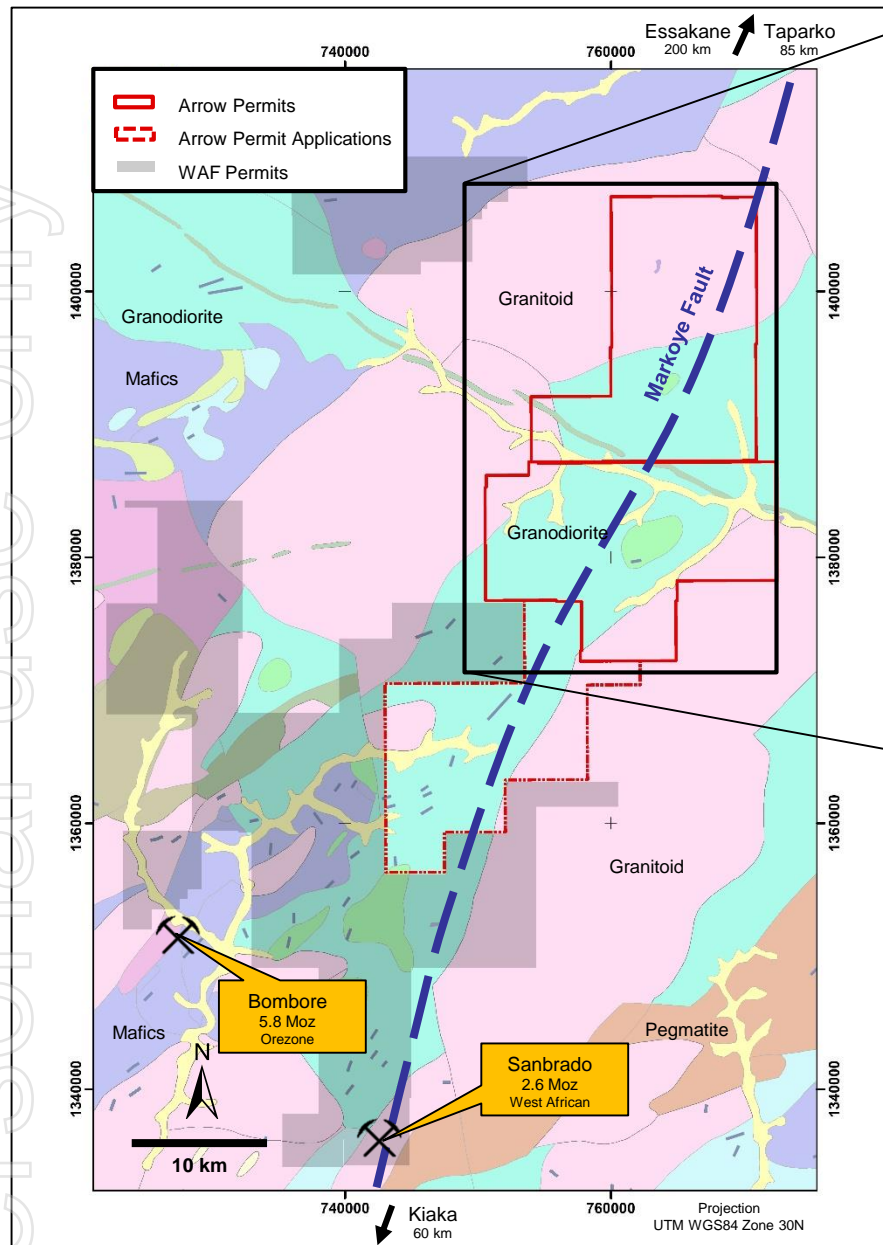 Essakane
200 km
Taparko
85 km
740000
760000
Arrow Permits
Arrow Permit Applications
WAF Permits
1400000
1400000
Granitoid
Granodiorite
Markoye Fault
Mafics
1380000
1380000
Granodiorite
1360000
1360000
Granitoid
Bombore
5.8 Moz
Orezone
Mafics
Pegmatite
N
Sanbrado
2.6 Moz
West African
1340000
1340000
10 km
740000
760000
Kiaka
60 km
Projection
UTM WGS84 Zone 30N